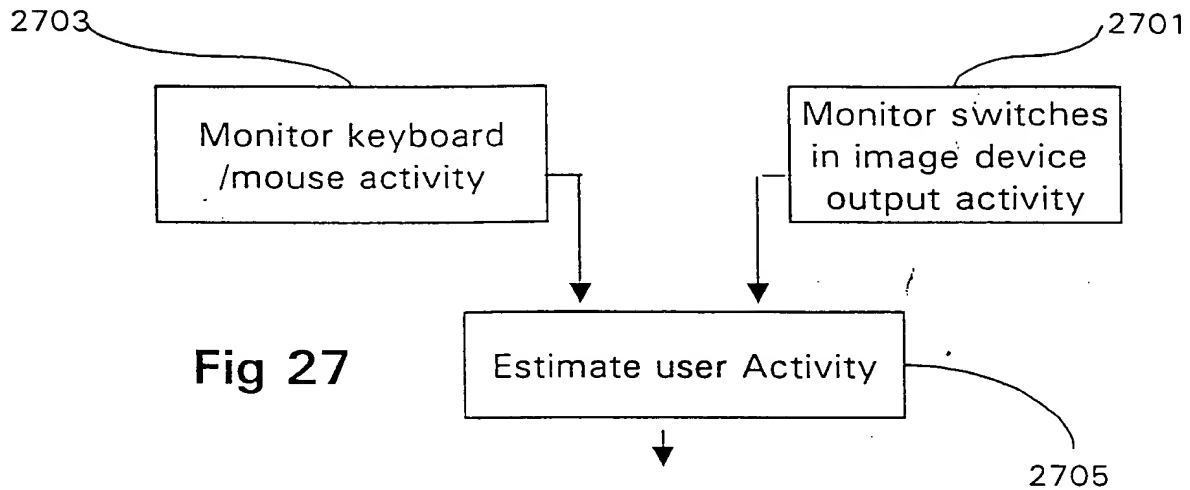 2703
2701
Monitor keyboard
/mouse activity
Monitor switches
in image device
output activity
Fig 27
Estimate user Activity
2705